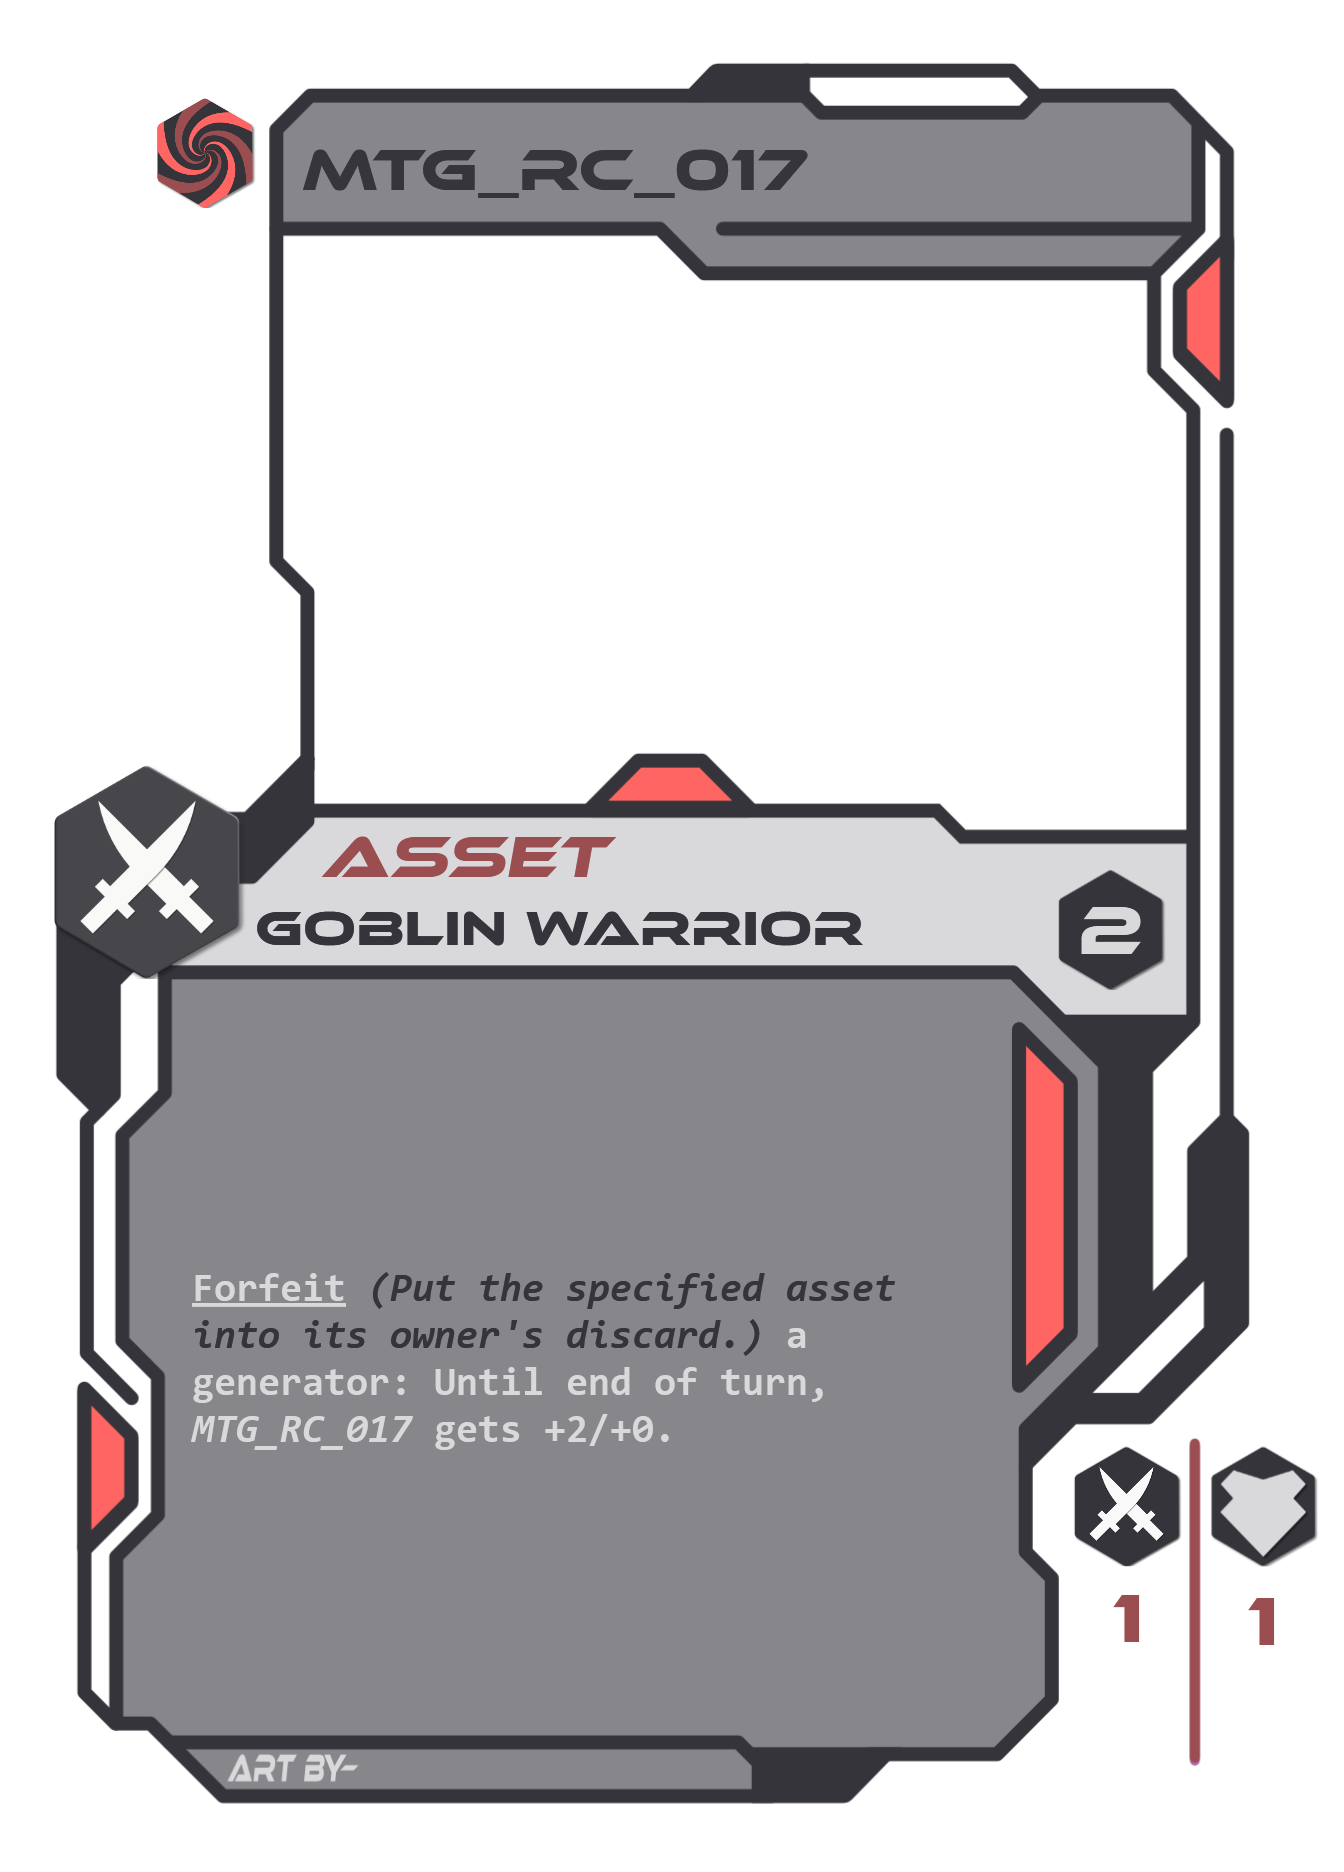 MTG_RC_017
ASSET
GOBLIN WARRIOR
2
Forfeit (Put the specified asset
into its owner's discard.) a
generator: Until end of turn,
MTG_RC_017 gets +2/+0.
1
1
ART BY-